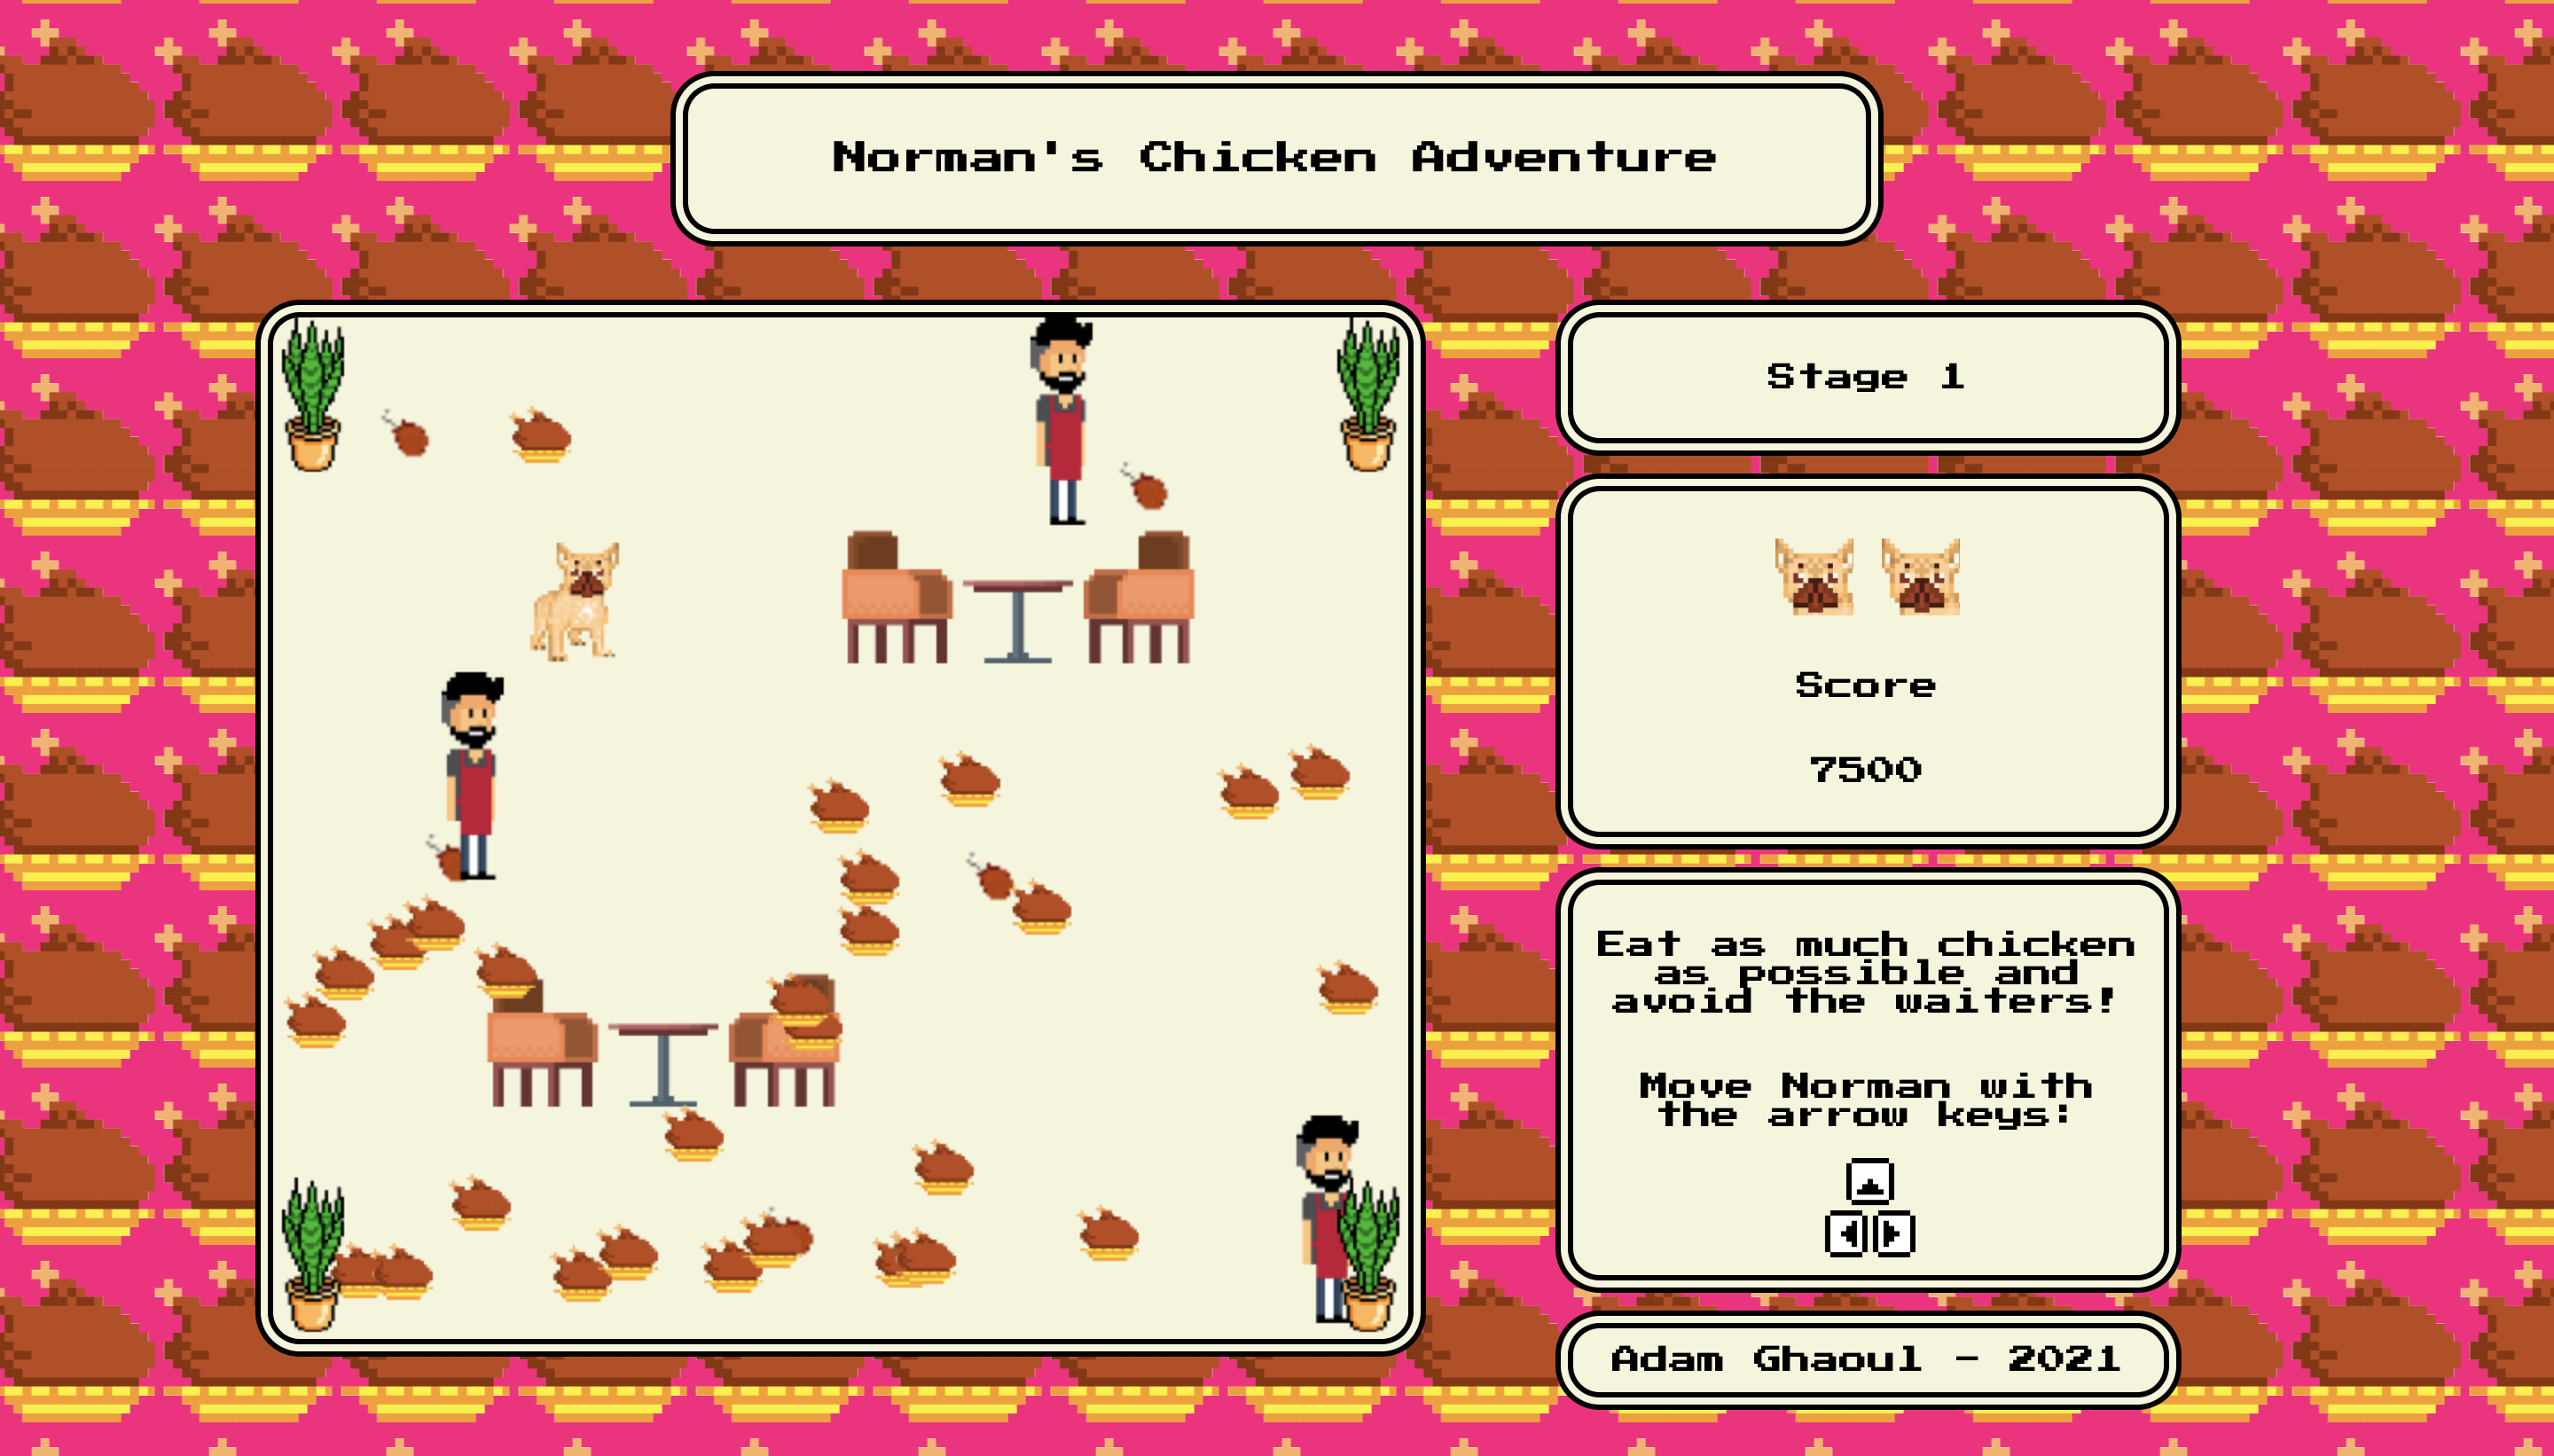 Norman's Chicken Adventure
Stage 1
Score
7500
Eat as much chicken
as possible and
avoid the waiters!
Move Norman with
the arrow keys:
Adam Ghaoul - 2021